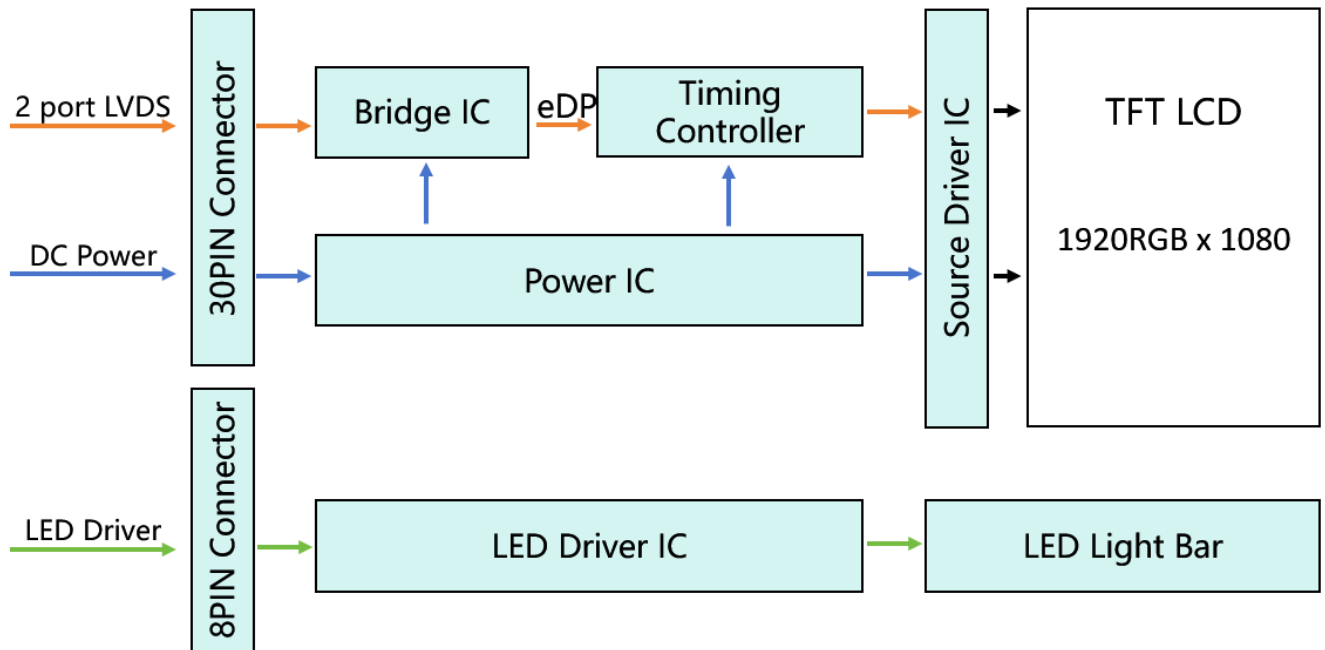 2 port LVDS
30PIN Connector
Bridge IC
eDP
Timing
Controller
Source Driver IC
TFT LCD
1920RGB x 1080
DC Power
Power IC
LED Driver
8PIN Connector
LED Driver IC
LED Light Bar